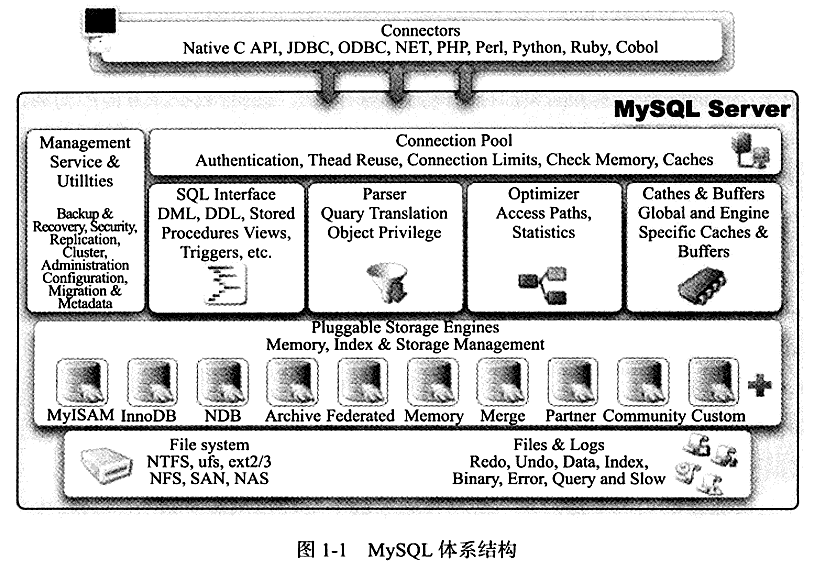 Connectors
Native C API, JDBC, ODBC, NET, PHP, Perl, Python, Ruby, Cobol
MySQL Server
Management
Service &
Utillties
Backup &
Recovery, Security,
Replication,
Cluster,
Administration
Configuration,
Migration &
Metadata
Connection Pool
Authentication, Thead Reuse, Connection Limits, Check Memory, Caches
SQL Interface
DML, DDL, Stored
Procedures Views,
Triggers, etc.
Parser
Quary Translation
Object Privilege
Optimizer
Access Paths,
Statistics
Cathes & Buffers
Global and Engine
Specific Caches &
Buffers
Pluggable Storage Engines
Memory, Index & Storage Management
MyISAM InnoDB NDB Archive Federated Memory Merge Partner Community Custom
File system
NTFS, ufs, ext2/3
NFS, SAN, NAS
Files & Logs
Redo, Undo, Data, Index,
Binary, Error, Query and Slow
图 1-1 MySQL 体系结构